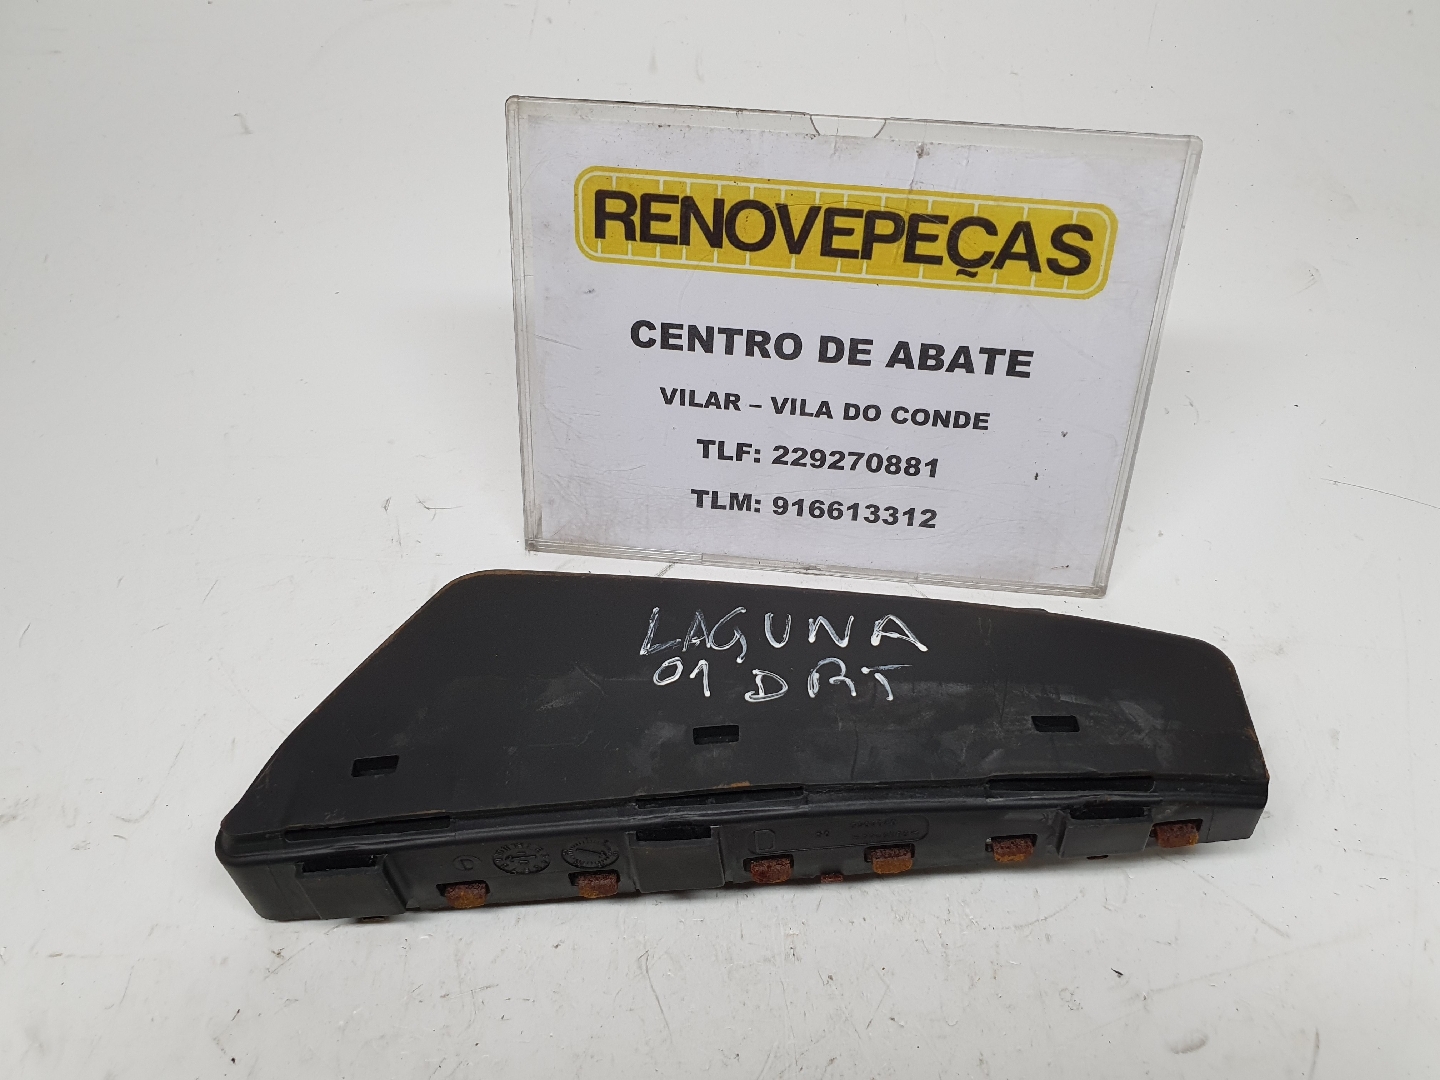 RENOVEPEÇAS
CENTRO DE ABATE
VILAR – VILA DO CONDE
TLF: 229270881
TLM: 916613312
LAGUNA
01 DRT
D
D